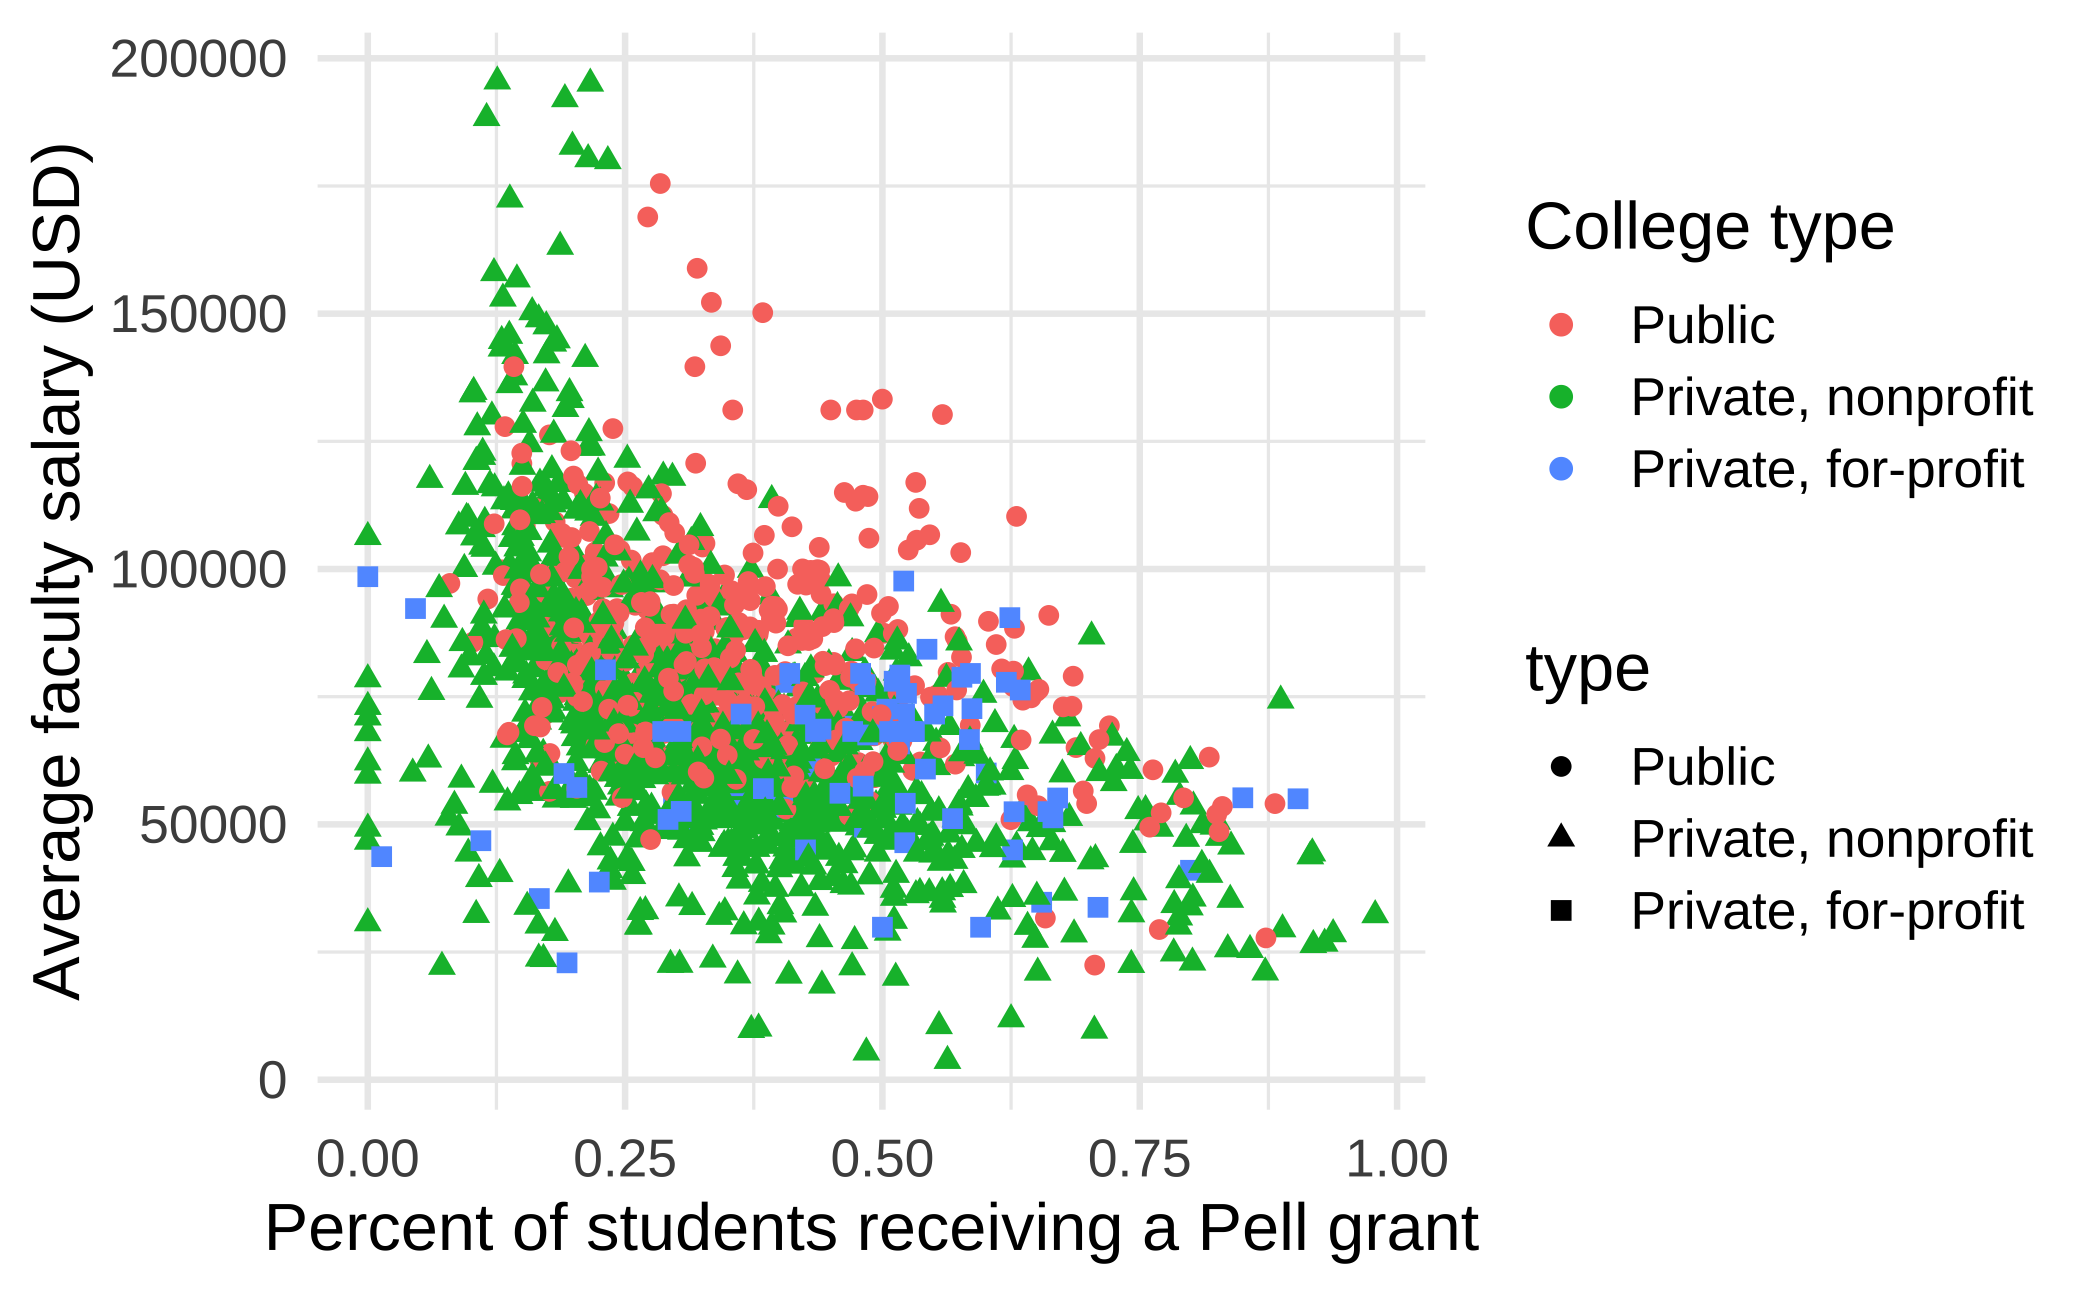 200000
150000
100000
50000
0
Average faculty salary (USD)
0.00
0.25
0.50
0.75
1.00
Percent of students receiving a Pell grant
College type
Public
Private, nonprofit
Private, for-profit
type
Public
Private, nonprofit
Private, for-profit